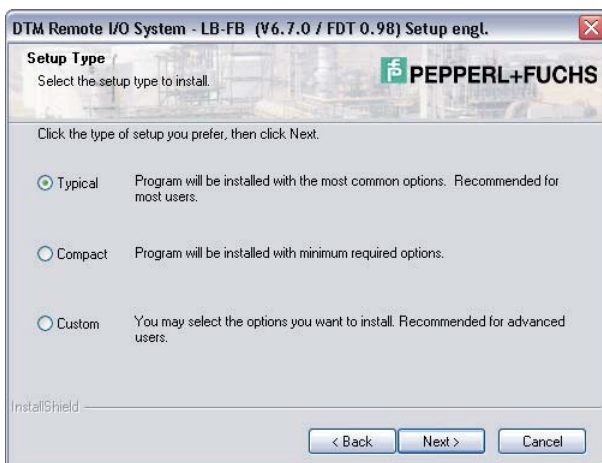 DTM Remote I/O System - LB-FB (V6.7.0 / FDT 0.98) Setup engl.
Setup Type
Select the setup type to install.
PEPPERL+FUCHS
Click the type of setup you prefer, then click Next.
Typical
Program will be installed with the most common options. Recommended for
most users.
Compact
Program will be installed with minimum required options.
Custom
You may select the options you want to install. Recommended for advanced
users.
InstallShield
< Back
Next >
Cancel